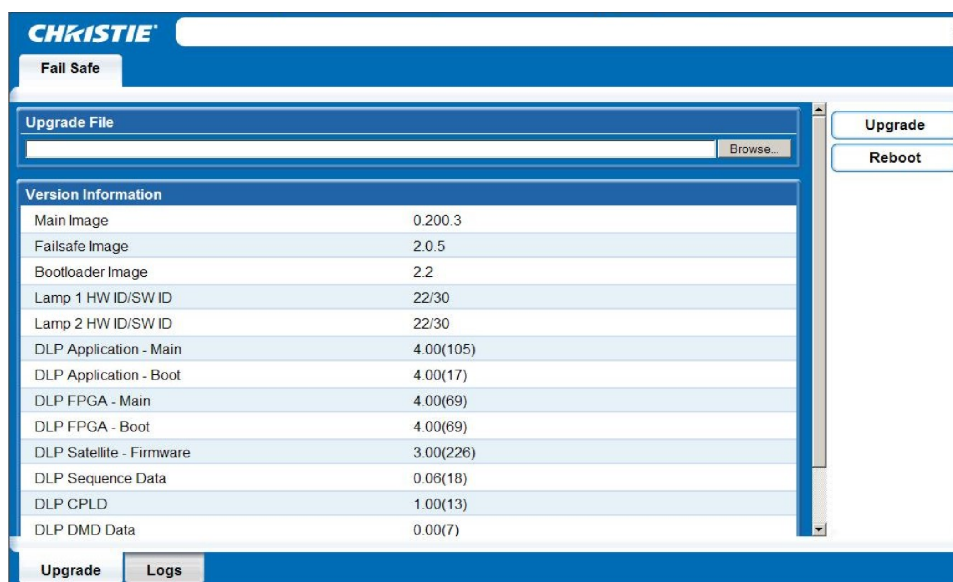 CHRISTIE
Fail Safe
Upgrade File
Browse...
Upgrade
Reboot
Version Information
Main Image 0.200.3
Failsafe Image 2.0.5
Bootloader Image 2.2
Lamp 1 HW ID/SW ID 22/30
Lamp 2 HW ID/SW ID 22/30
DLP Application - Main 4.00(105)
DLP Application - Boot 4.00(17)
DLP FPGA - Main 4.00(69)
DLP FPGA - Boot 4.00(69)
DLP Satellite - Firmware 3.00(226)
DLP Sequence Data 0.06(18)
DLP CPLD 1.00(13)
DLP DMD Data 0.00(7)
Upgrade Logs